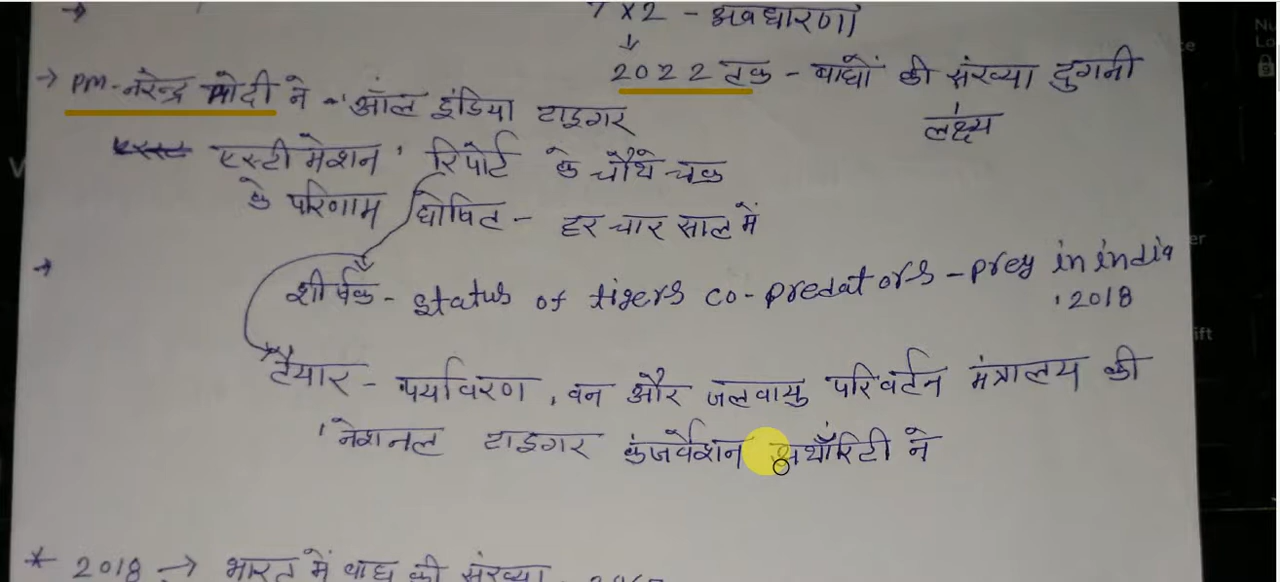 → T×2 - अवधारणा
↓
2022 तक - बाघों की संख्या दुगनी लक्ष्य
→ PM-नरेन्द्र मोदी ने - 'ऑल इंडिया टाइगर
एस्टीमेशन' रिपोर्ट के चौथे चक्र
के परिणाम घोषित - हर चार साल में
→ शीर्षक - status of tigers co-predators - prey in india
'2018
तैयार - पर्यावरण, वन और जलवायु परिवर्तन मंत्रालय की
'नेशनल टाइगर कंजर्वेशन अथॉरिटी ने
* 2018 → भारत में बाघ की संख्या